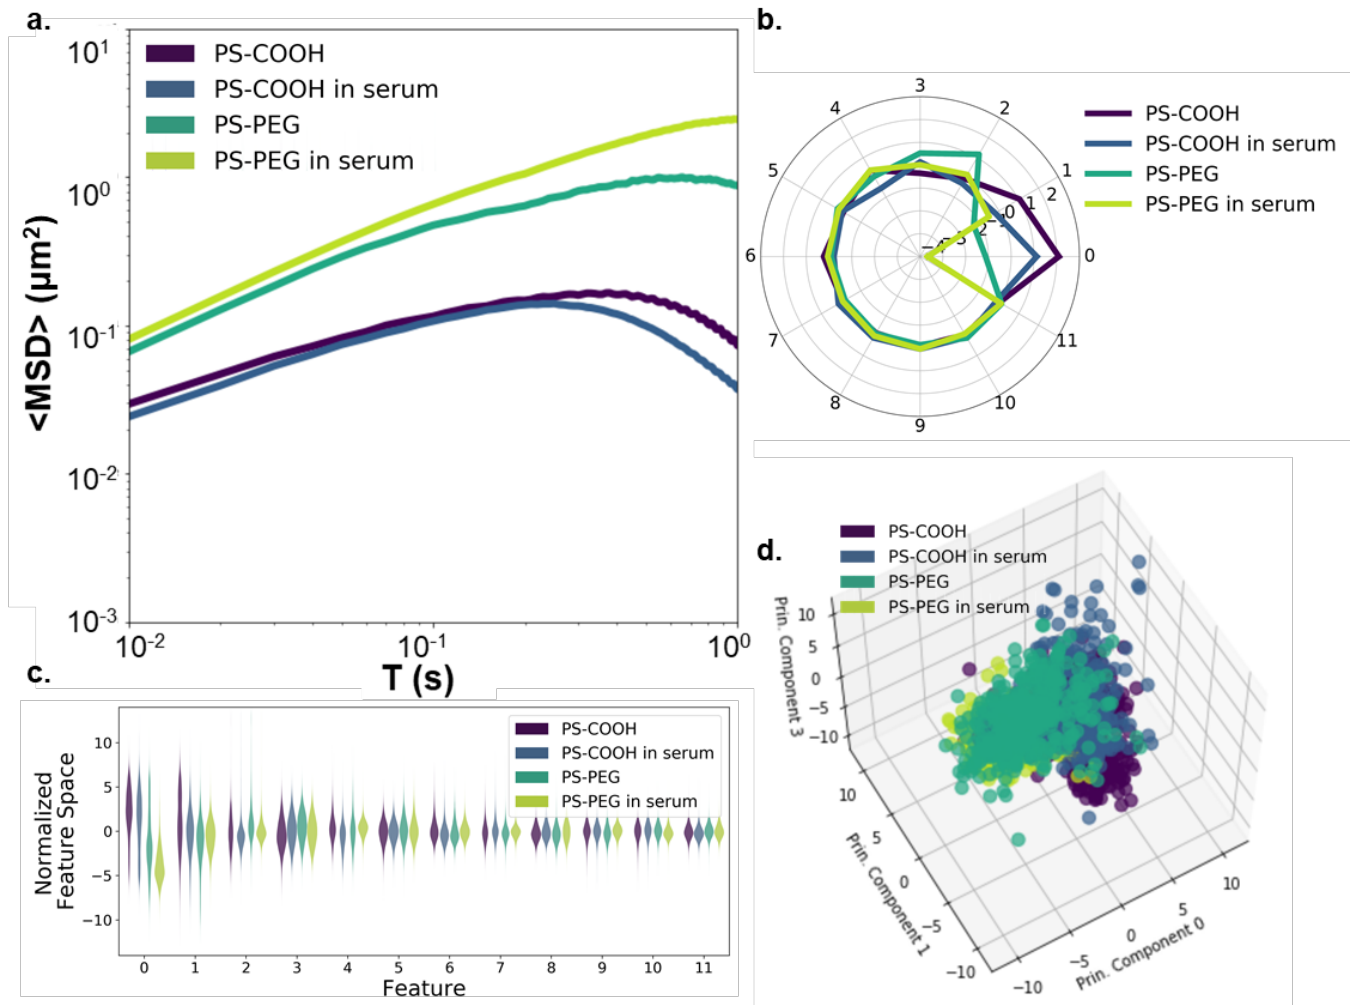 a.
PS-COOH
PS-COOH in serum
PS-PEG
PS-PEG in serum
10¹
10⁰
10⁻¹
10⁻²
10⁻³
10⁻²
10⁻¹
10⁰
<MSD> (µm²)
T (s)
b.
0
1
2
3
4
5
6
7
8
9
10
11
−4
−3
2
−1
0
1
2
PS-COOH
PS-COOH in serum
PS-PEG
PS-PEG in serum
c.
PS-COOH
PS-COOH in serum
PS-PEG
PS-PEG in serum
10
5
0
−5
−10
0 1 2 3 4 5 6 7 8 9 10 11
Normalized
Feature Space
Feature
d.
PS-COOH
PS-COOH in serum
PS-PEG
PS-PEG in serum
Prin. Component 3
10
5
0
−5
−10
Prin. Component 1
10
5
0
−5
−10
Prin. Component 0
−10
−5
0
5
10